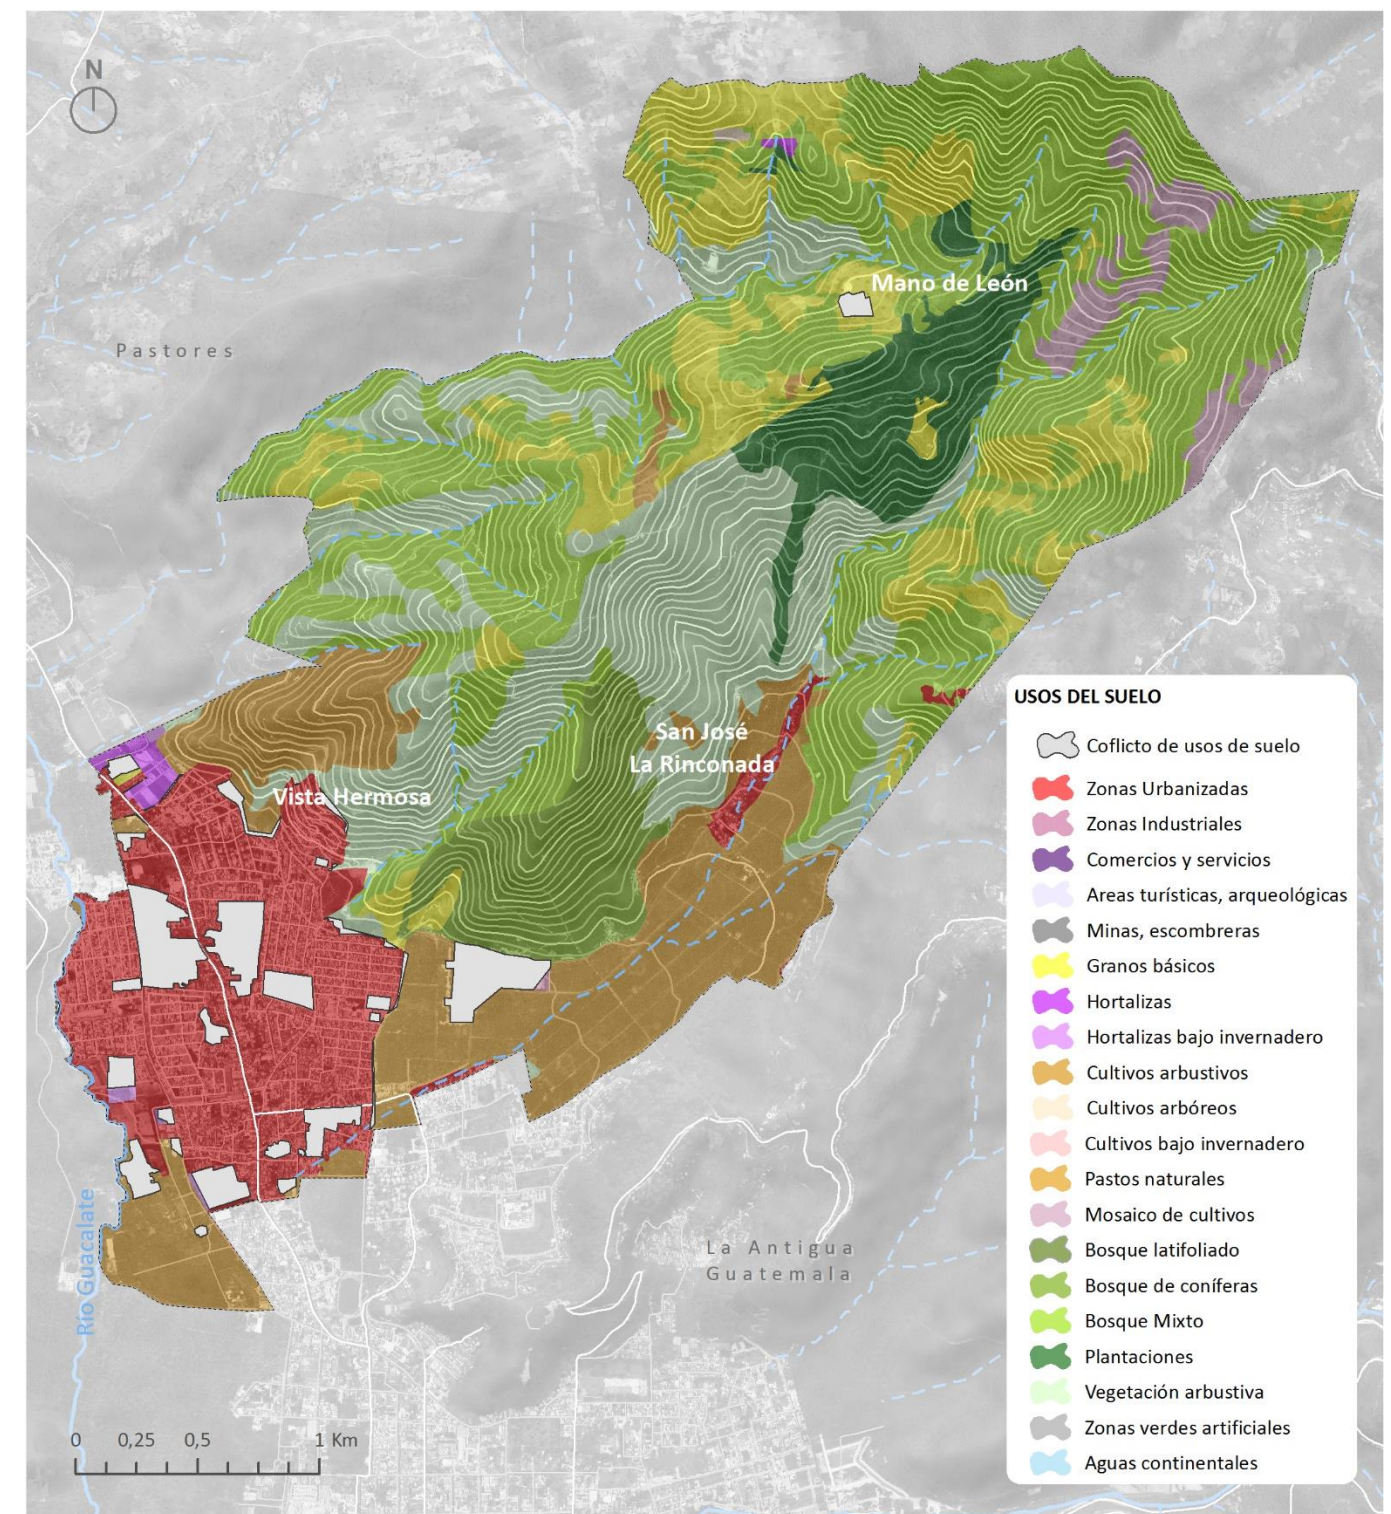 N
Pastores
Mano de León
San José
La Rinconada
Vista Hermosa
La Antigua
Guatemala
Río Guacalate
0 0,25 0,5 1 Km
USOS DEL SUELO
Coflicto de usos de suelo
Zonas Urbanizadas
Zonas Industriales
Comercios y servicios
Areas turísticas, arqueológicas
Minas, escombreras
Granos básicos
Hortalizas
Hortalizas bajo invernadero
Cultivos arbustivos
Cultivos arbóreos
Cultivos bajo invernadero
Pastos naturales
Mosaico de cultivos
Bosque latifoliado
Bosque de coníferas
Bosque Mixto
Plantaciones
Vegetación arbustiva
Zonas verdes artificiales
Aguas continentales